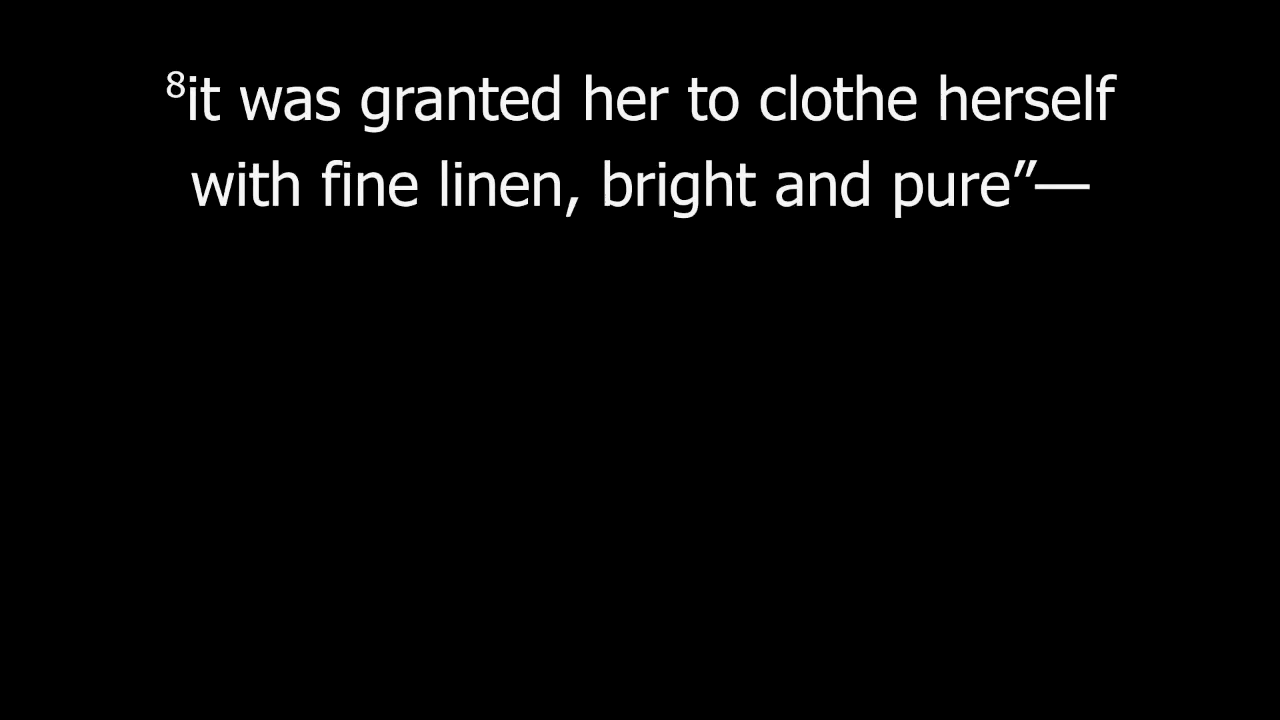 ⁸it was granted her to clothe herself
with fine linen, bright and pure”—